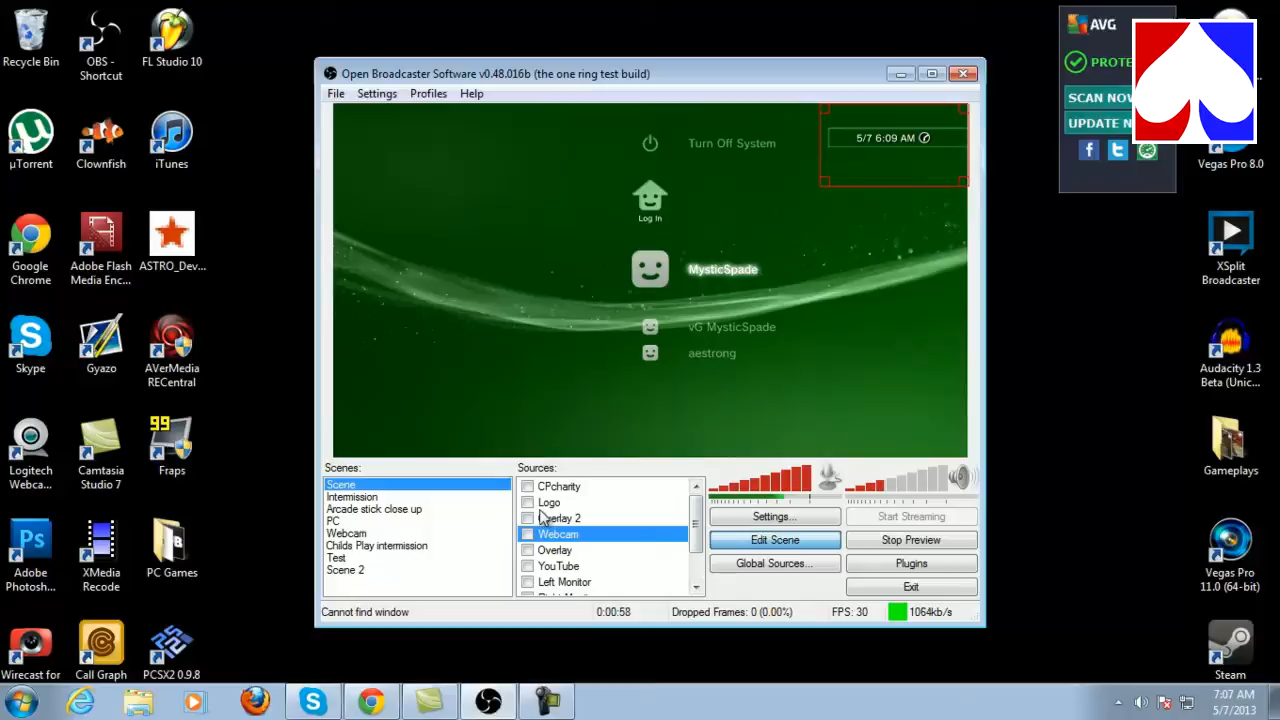 Recycle Bin
OBS - Shortcut
FL Studio 10
µTorrent
Clownfish
iTunes
Google Chrome
Adobe Flash Media Enc...
ASTRO_Dev...
Skype
Gyazo
AVerMedia RECentral
Logitech Webca...
Camtasia Studio 7
99
Fraps
Ps
Adobe Photosh...
XMedia Recode
PC Games
Wirecast for
Call Graph
PCSX2 0.9.8
Open Broadcaster Software v0.48.016b (the one ring test build)
File Settings Profiles Help
Turn Off System
5/7 6:09 AM
Log In
MysticSpade
vG MysticSpade
aestrong
Scenes:
Scene
Intermission
Arcade stick close up
PC
Webcam
Childs Play intermission
Test
Scene 2
Sources:
CPcharity
Logo
Overlay 2
Webcam
Overlay
YouTube
Left Monitor
Settings...
Start Streaming
Edit Scene
Stop Preview
Global Sources...
Plugins
Exit
Cannot find window
0:00:58
Dropped Frames: 0 (0.00%)
FPS: 30
1064kb/s
AVG
PROTE
SCAN NOW
UPDATE N
Vegas Pro 8.0
XSplit Broadcaster
Audacity 1.3 Beta (Unic...
Gameplays
Vegas Pro 11.0 (64-bit)
Steam
7:07 AM
5/7/2013